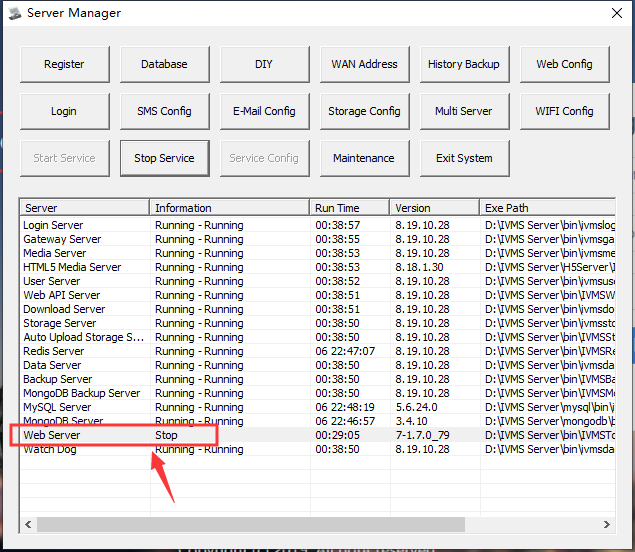 Server Manager
Register Database DIY WAN Address History Backup Web Config
Login SMS Config E-Mail Config Storage Config Multi Server WIFI Config
Start Service Stop Service Service Config Maintenance Exit System
Server Information Run Time Version Exe Path
Login Server Running - Running 00:38:57 8.19.10.28 D:\IVMS Server\bin\ivmslog
Gateway Server Running - Running 00:38:55 8.19.10.28 D:\IVMS Server\bin\ivmsga
Media Server Running - Running 00:38:53 8.19.10.28 D:\IVMS Server\bin\ivmsme
HTML5 Media Server Running - Running 00:38:53 8.18.1.30 D:\IVMS Server\H5Server\I
User Server Running - Running 00:38:52 8.19.10.28 D:\IVMS Server\bin\ivmsuse
Web API Server Running - Running 00:38:51 8.19.10.28 D:\IVMS Server\bin\IVMSW
Download Server Running - Running 00:38:51 8.19.10.28 D:\IVMS Server\bin\ivmsdo
Storage Server Running - Running 00:38:50 8.19.10.28 D:\IVMS Server\bin\IVMSSt
Auto Upload Storage S... Running - Running 00:38:50 8.19.10.28 D:\IVMS Server\bin\IVMSSt
Redis Server Running - Running 06 22:47:07 8.19.10.28 D:\IVMS Server\bin\IVMSRe
Data Server Running - Running 00:38:50 8.19.10.28 D:\IVMS Server\bin\ivmsda
Backup Server Running - Running 00:38:50 8.19.10.28 D:\IVMS Server\bin\IVMSBa
MongoDB Backup Server Running - Running 00:38:50 8.19.10.28 D:\IVMS Server\bin\IVMSMo
MySQL Server Running - Running 06 22:48:19 5.6.24.0 D:\IVMS Server\mysql\bin\i
MongoDB Server Running - Running 06 22:46:57 3.4.10 D:\IVMS Server\mongodb\b
Web Server Stop 00:29:05 7-1.7.0_79 D:\IVMS Server\bin\IVMSTo
Watch Dog Running - Running 00:38:50 8.19.10.28 D:\IVMS Server\bin\ivmsda